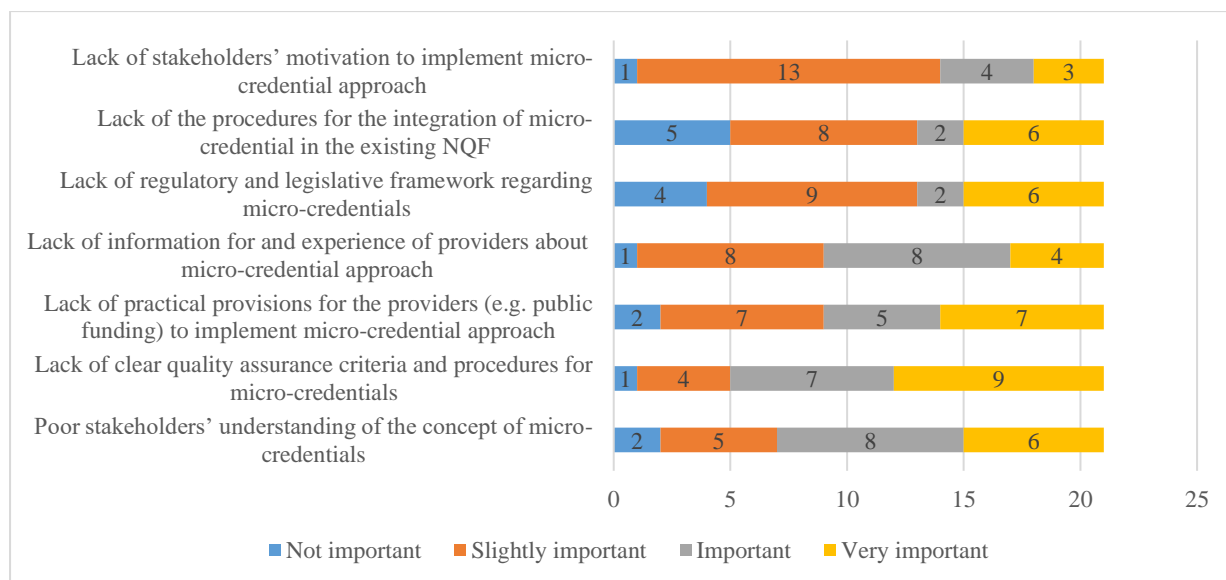 Lack of stakeholders’ motivation to implement micro-
credential approach
1 13 4 3
Lack of the procedures for the integration of micro-
credential in the existing NQF
5 8 2 6
Lack of regulatory and legislative framework regarding
micro-credentials
4 9 2 6
Lack of information for and experience of providers about
micro-credential approach
1 8 8 4
Lack of practical provisions for the providers (e.g. public
funding) to implement micro-credential approach
2 7 5 7
Lack of clear quality assurance criteria and procedures for
micro-credentials
1 4 7 9
Poor stakeholders’ understanding of the concept of micro-
credentials
2 5 8 6
0 5 10 15 20 25
Not important Slightly important Important Very important